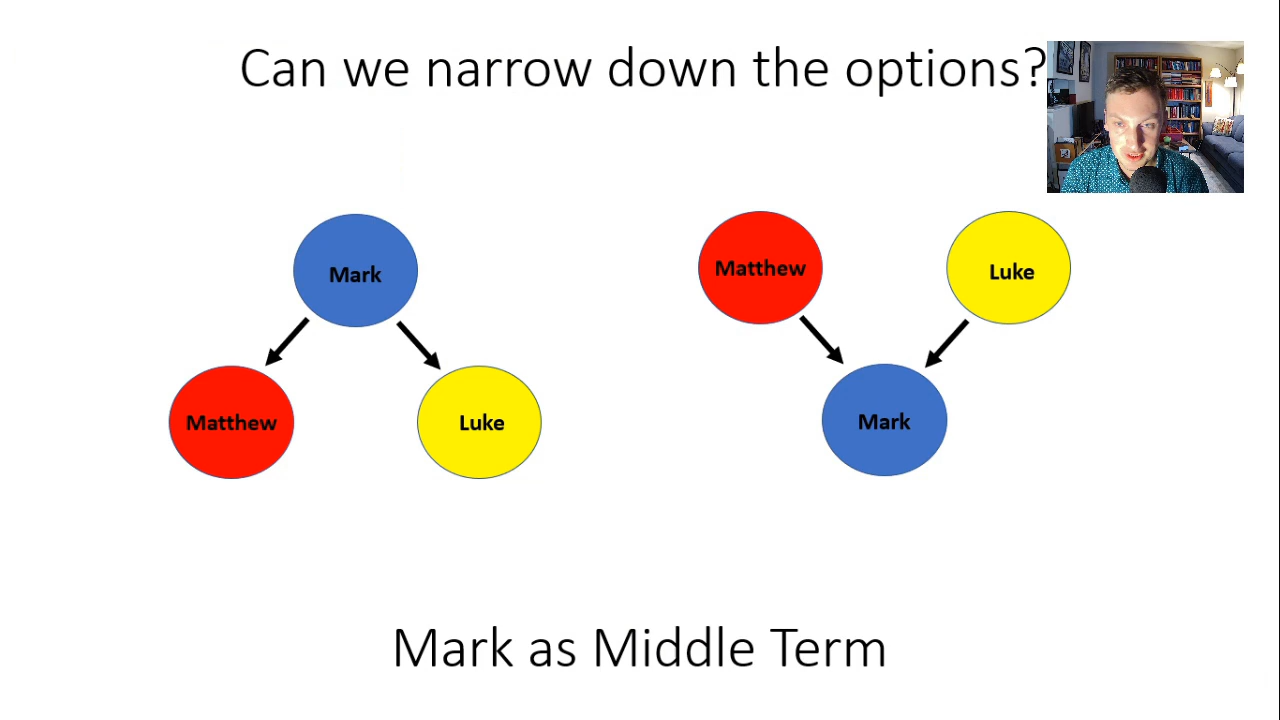 Can we narrow down the options?
Mark
Matthew
Luke
Matthew
Luke
Mark
Mark as Middle Term